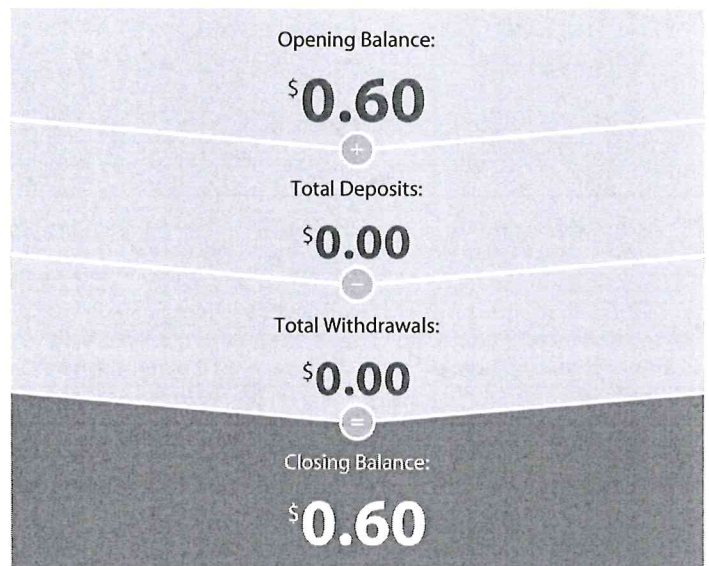 Opening Balance:
$0.60
+
Total Deposits:
$0.00
−
Total Withdrawals:
$0.00
=
Closing Balance:
$0.60